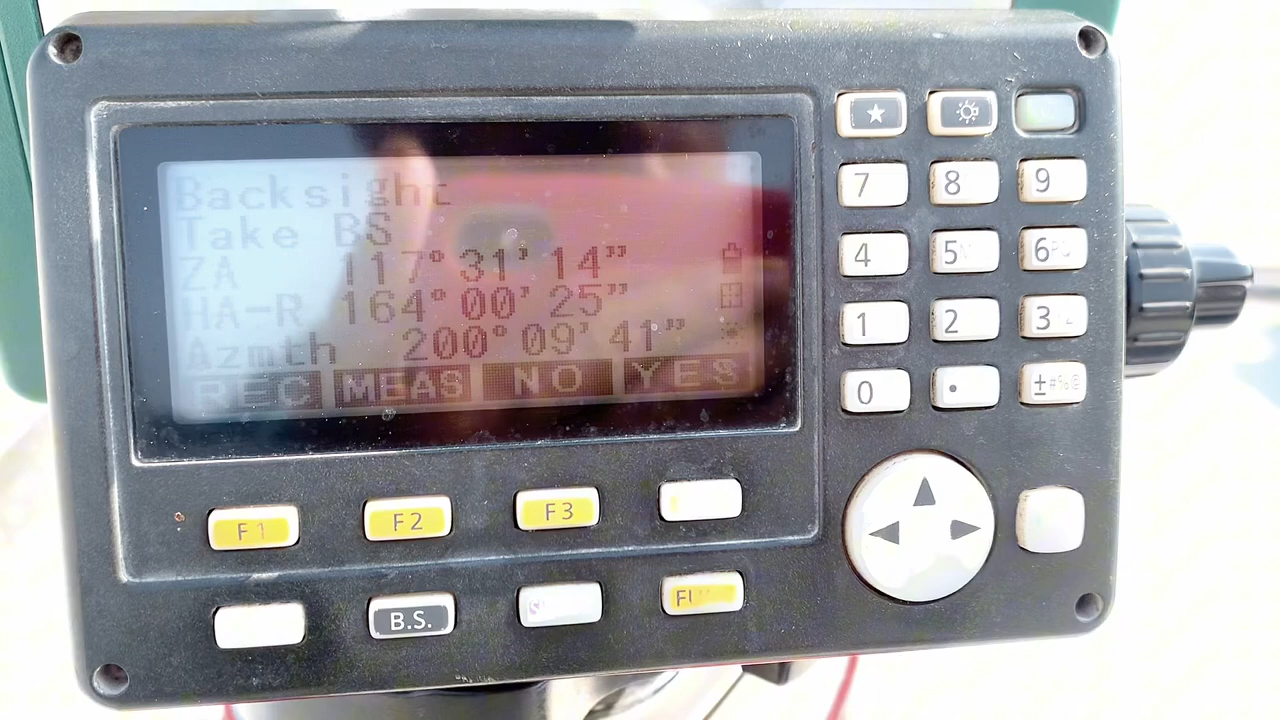 Backsight
Take BS
ZA 117° 31' 14"
HA-R 164° 00' 25"
Azmth 200° 09' 41"
REC MEAS NO YES
7 8 9
4 5 6
1 2 3
0 . ±#%@
F1 F2 F3
B.S.